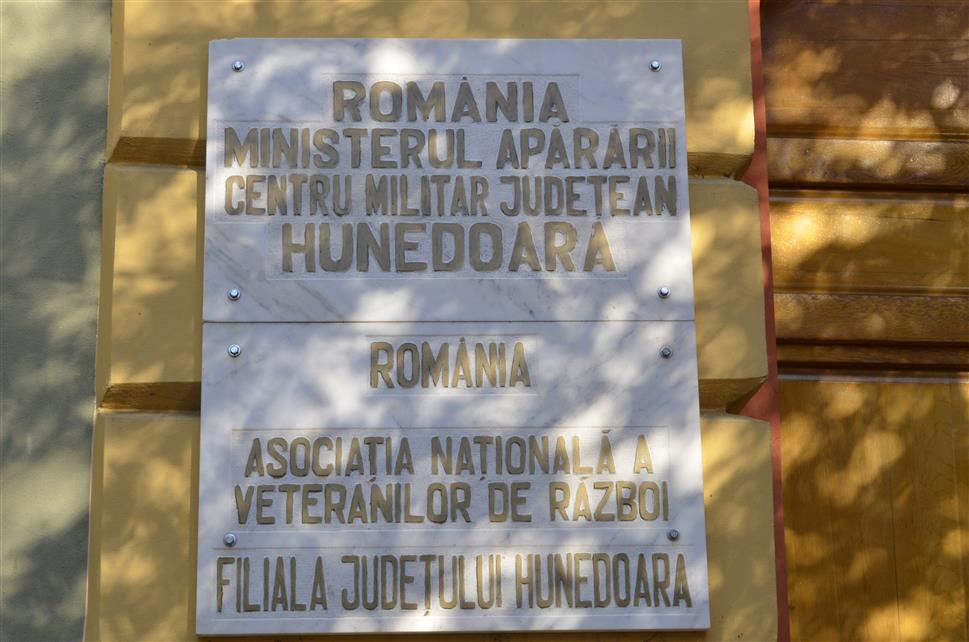 ROMÂNIA
MINISTERUL APĂRĂRII
CENTRU MILITAR JUDEȚEAN
HUNEDOARA
ROMÂNIA
ASOCIAȚIA NAȚIONALĂ A
VETERANILOR DE RĂZBOI
FILIALA JUDEȚULUI HUNEDOARA